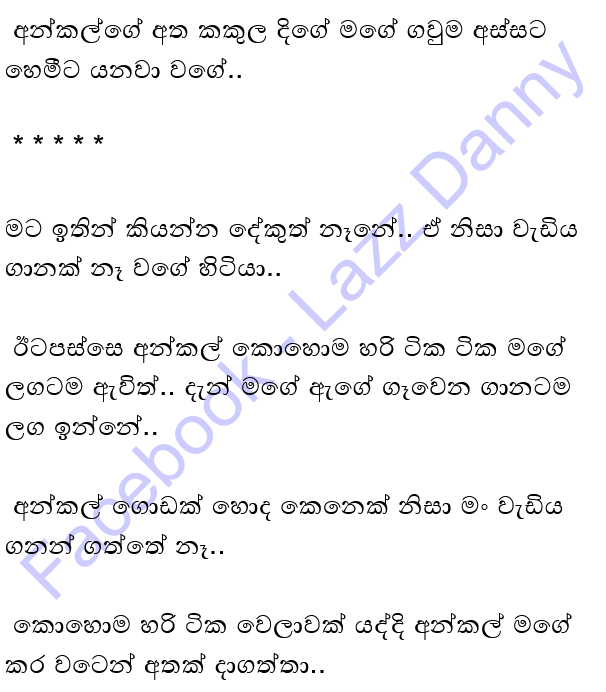 අන්කල්ගේ අත කකුල දිගේ මගේ ගවුම අස්සට
හෙමීට යනවා වගේ..
* * * * *
මට ඉතින් කියන්න දේකුත් නෑනේ.. ඒ නිසා වැඩිය
ගානක් නෑ වගේ හිටියා..
ඊටපස්සෙ අන්කල් කොහොම හරි ටික ටික මගේ
ලගටම ඇවිත්.. දැන් මගේ ඇගේ ගෑවෙන ගානටම
ලග ඉන්නේ..
අන්කල් ගොඩක් හොද කෙනෙක් නිසා මං වැඩිය
ගනන් ගත්තේ නෑ..
කොහොම හරි ටික වෙලාවක් යද්දි අන්කල් මගේ
කර වටෙන් අතක් දාගත්තා..
Facebook - Lazz Danny